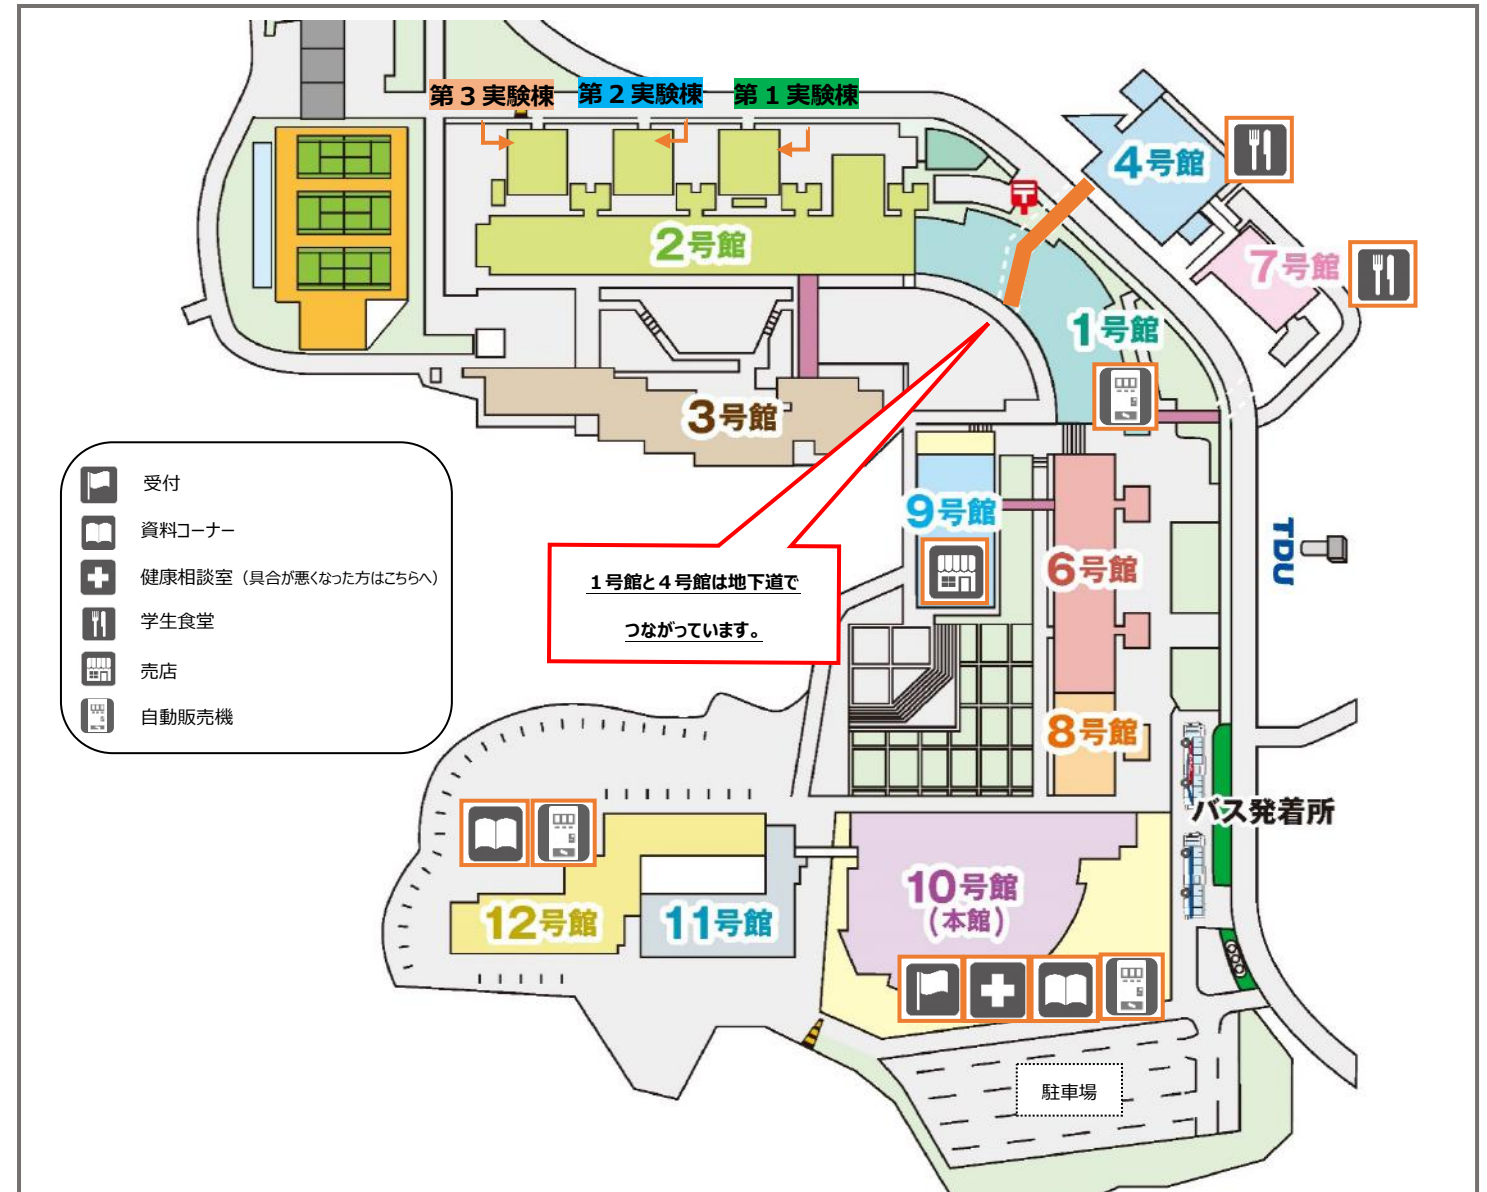 第3実験棟
第2実験棟
第1実験棟
4号館
2号館
7号館
1号館
3号館
受付
資料コーナー
健康相談室（具合が悪くなった方はこちらへ）
学生食堂
売店
自動販売機
9号館
１号館と４号館は地下道で
つながっています。
6号館
TDU
8号館
バス発着所
10号館
(本館)
12号館
11号館
駐車場